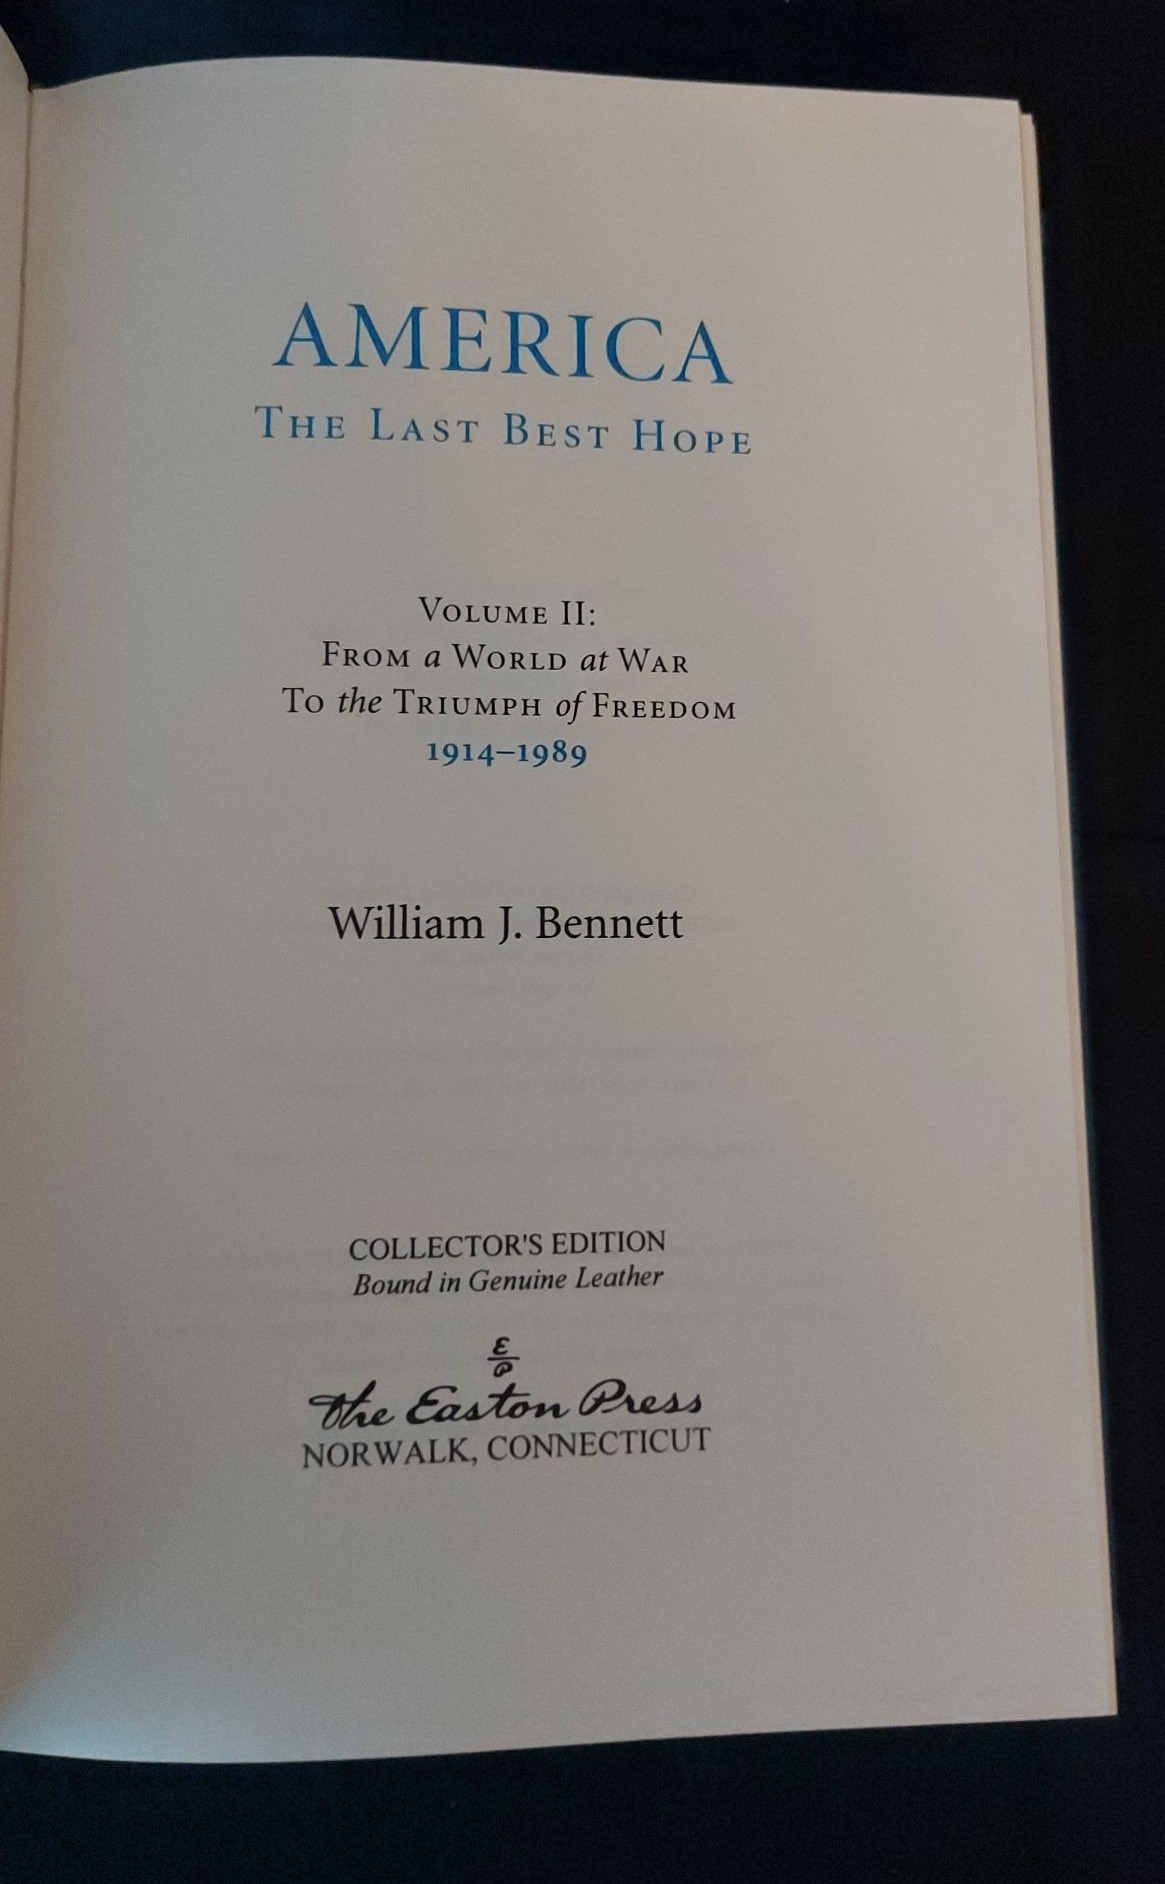 AMERICA
THE LAST BEST HOPE
VOLUME II:
FROM a WORLD at WAR
TO the TRIUMPH of FREEDOM
1914–1989
William J. Bennett
COLLECTOR'S EDITION
Bound in Genuine Leather
E
P
The Easton Press
NORWALK, CONNECTICUT